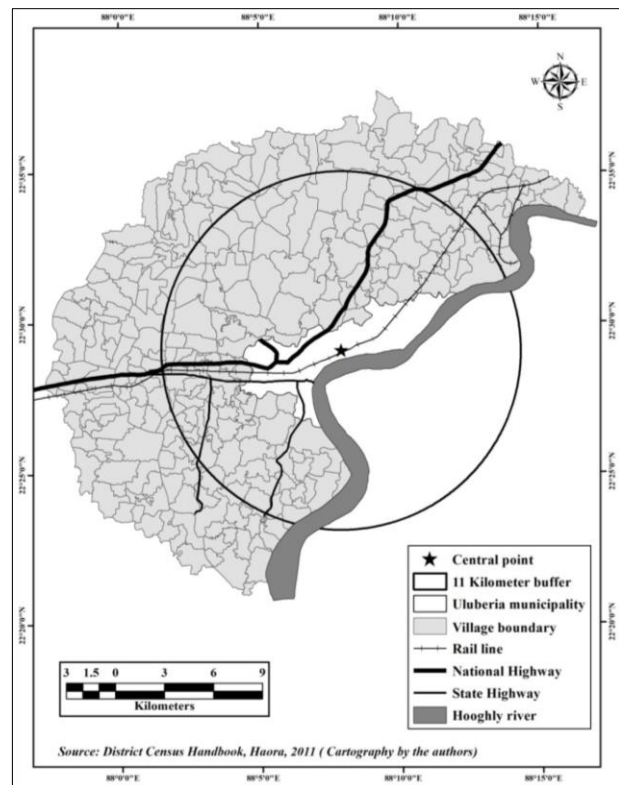 88°0'0"E 88°5'0"E 88°10'0"E 88°15'0"E
N
W E
S
22°35'0"N 22°35'0"N
22°30'0"N 22°30'0"N
22°25'0"N 22°25'0"N
22°20'0"N 22°20'0"N
Central point
11 Kilometer buffer
Uluberia municipality
Village boundary
Rail line
National Highway
State Highway
Hooghly river
3 1.5 0 3 6 9
Kilometers
Source: District Census Handbook, Haora, 2011 ( Cartography by the authors)
88°0'0"E 88°5'0"E 88°10'0"E 88°15'0"E